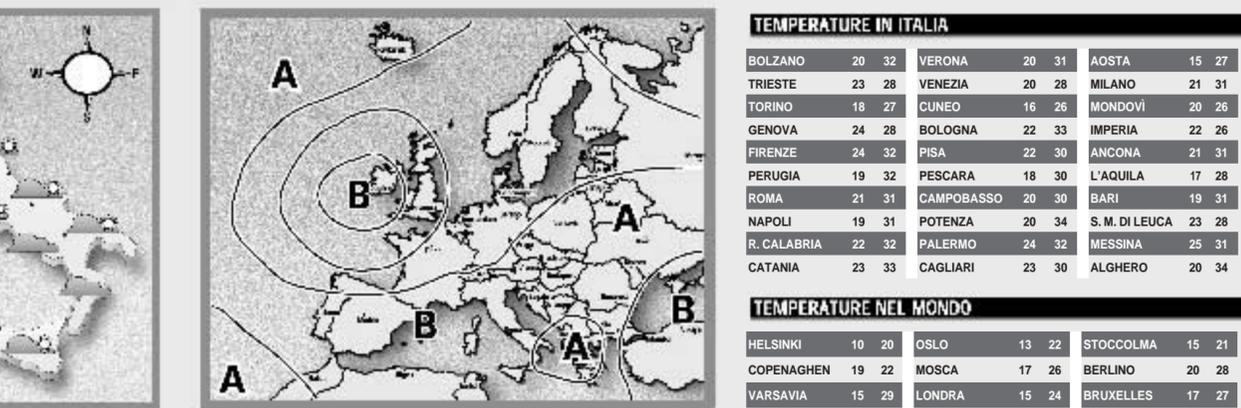 N
W
S
A
B
A
B
B
A
A
TEMPERATURE IN ITALIA
BOLZANO 20 32 VERONA 20 31 AOSTA 15 27
TRIESTE 23 28 VENEZIA 20 28 MILANO 21 31
TORINO 18 27 CUNEO 16 26 MONDOVÌ 20 26
GENOVA 24 28 BOLOGNA 22 33 IMPERIA 22 26
FIRENZE 24 32 PISA 22 30 ANCONA 21 31
PERUGIA 19 32 PESCARA 18 30 L'AQUILA 17 28
ROMA 21 31 CAMPOBASSO 20 30 BARI 19 31
NAPOLI 19 31 POTENZA 20 34 S. M. DI LEUCA 23 28
R. CALABRIA 22 32 PALERMO 24 32 MESSINA 25 31
CATANIA 23 33 CAGLIARI 23 30 ALGHERO 20 34
TEMPERATURE NEL MONDO
HELSINKI 10 20 OSLO 13 22 STOCCOLMA 15 21
COPENAGHEN 19 22 MOSCA 17 26 BERLINO 20 28
VARSAVIA 15 29 LONDRA 15 24 BRUXELLES 17 27